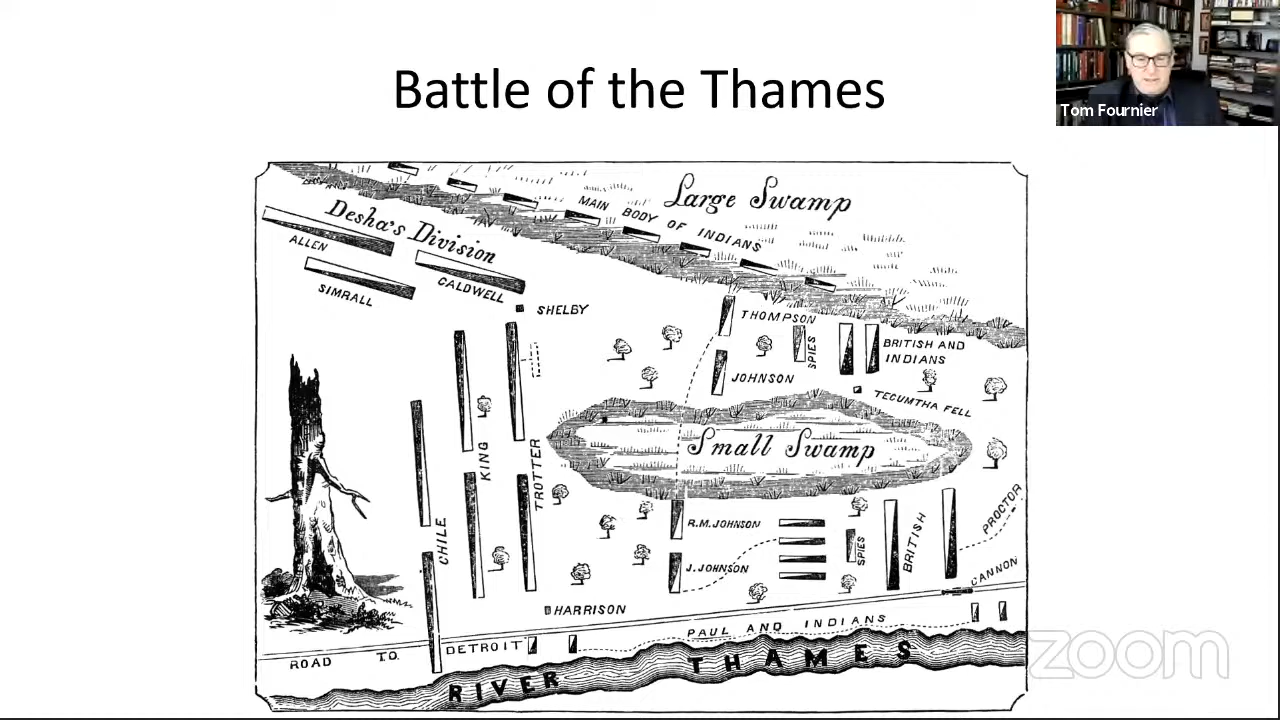 Battle of the Thames
Tom Fournier
Large Swamp
MAIN BODY OF INDIANS
Desha's Division
ALLEN
SIMRALL
CALDWELL
SHELBY
THOMPSON
SPIES
BRITISH AND
INDIANS
JOHNSON
TECUMTHA FELL
Small Swamp
KING
TROTTER
CHILE
R.M. JOHNSON
J. JOHNSON
SPIES
BRITISH
PROCTOR
CANNON
HARRISON
PAUL AND INDIANS
ROAD TO DETROIT
RIVER THAMES
zoom